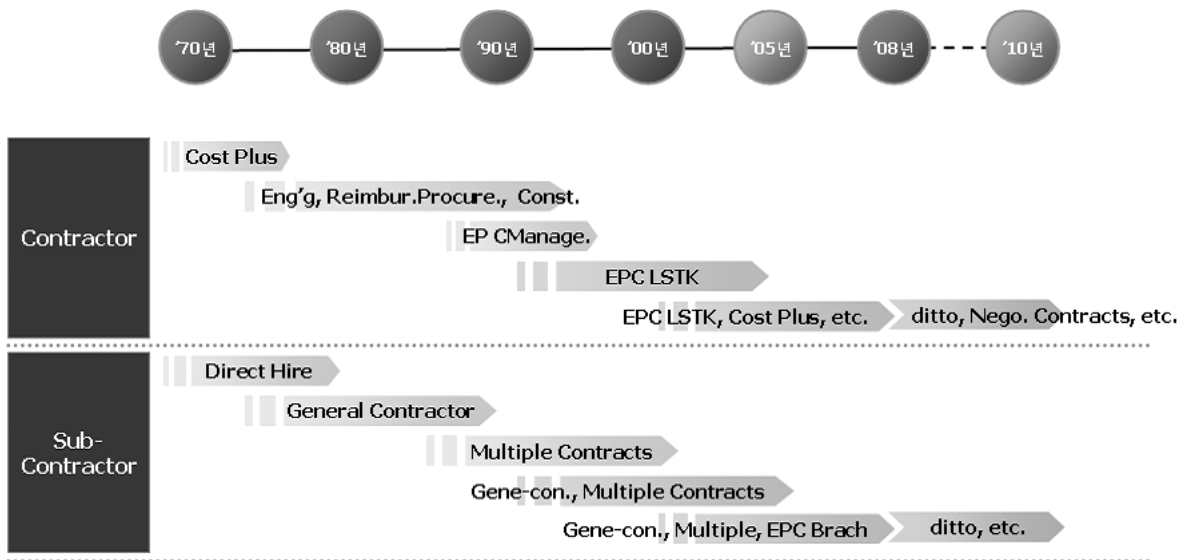 '70년 '80년 '90년 '00년 '05년 '08년 '10년
Contractor
Cost Plus
Eng'g, Reimbur.Procure., Const.
EP CManage.
EPC LSTK
EPC LSTK, Cost Plus, etc.
ditto, Nego. Contracts, etc.
Sub-
Contractor
Direct Hire
General Contractor
Multiple Contracts
Gene-con., Multiple Contracts
Gene-con., Multiple, EPC Brach
ditto, etc.